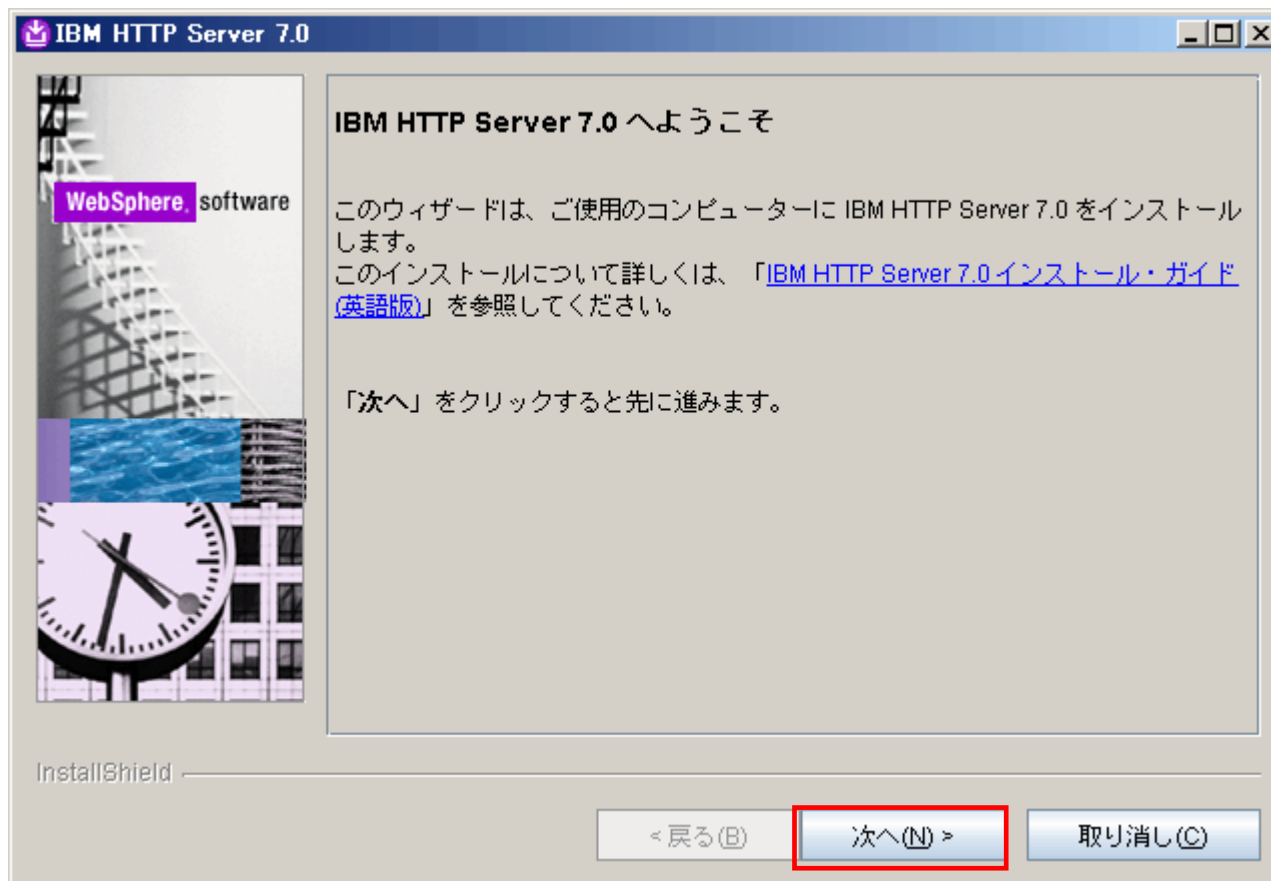 IBM HTTP Server 7.0
WebSphere. software
IBM HTTP Server 7.0 へようこそ
このウィザードは、ご使用のコンピューターに IBM HTTP Server 7.0 をインストール
します。
このインストールについて詳しくは、「IBM HTTP Server 7.0 インストール・ガイド
(英語版)」を参照してください。
「次へ」をクリックすると先に進みます。
InstallShield
< 戻る(B)
次へ(N) >
取り消し(C)